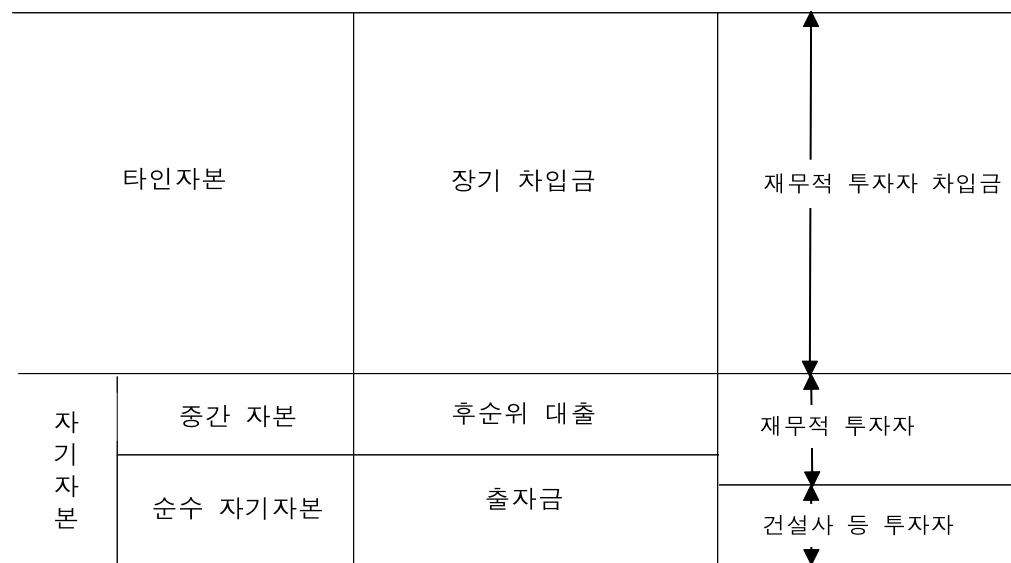 타인자본
장기 차입금
재무적 투자자 차입금
자
기
자
본
중간 자본
후순위 대출
재무적 투자자
순수 자기자본
출자금
건설사 등 투자자